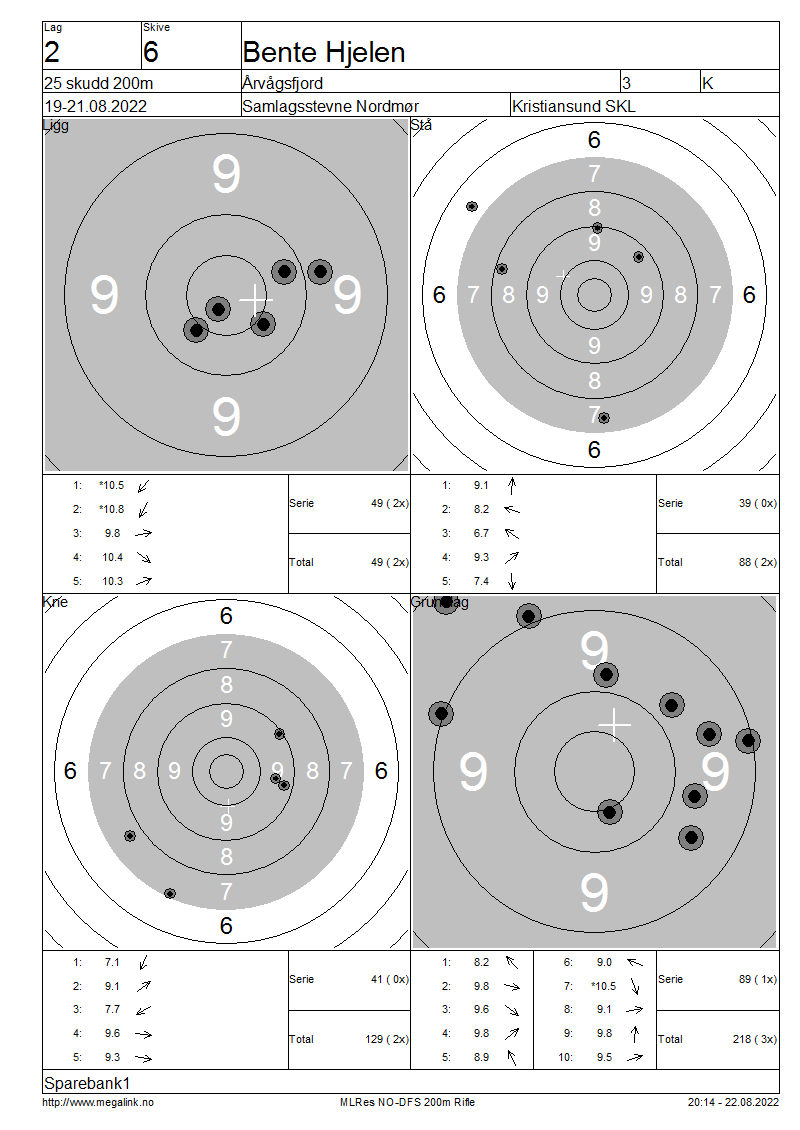 Lag Skive
2 6 Bente Hjelen
25 skudd 200m Årvågsfjord 3 K
19-21.08.2022 Samlagsstevne Nordmør Kristiansund SKL
Ligg
9
9 9
9
Stå
6
7
8
9
6 7 8 9 9 8 7 6
9
8
7
6
1: *10.5
2: *10.8
3: 9.8
4: 10.4
5: 10.3
Serie 49 ( 2x)
Total 49 ( 2x)
1: 9.1
2: 8.2
3: 6.7
4: 9.3
5: 7.4
Serie 39 ( 0x)
Total 88 ( 2x)
Kne
6
7
8
9
6 7 8 9 9 8 7 6
9
8
7
6
Grunnlag
9
9 9
9
1: 7.1
2: 9.1
3: 7.7
4: 9.6
5: 9.3
Serie 41 ( 0x)
Total 129 ( 2x)
1: 8.2 6: 9.0
2: 9.8 7: *10.5
3: 9.6 8: 9.1
4: 9.8 9: 9.8
5: 8.9 10: 9.5
Serie 89 ( 1x)
Total 218 ( 3x)
Sparebank1
http://www.megalink.no MLRes NO-DFS 200m Rifle 20:14 - 22.08.2022